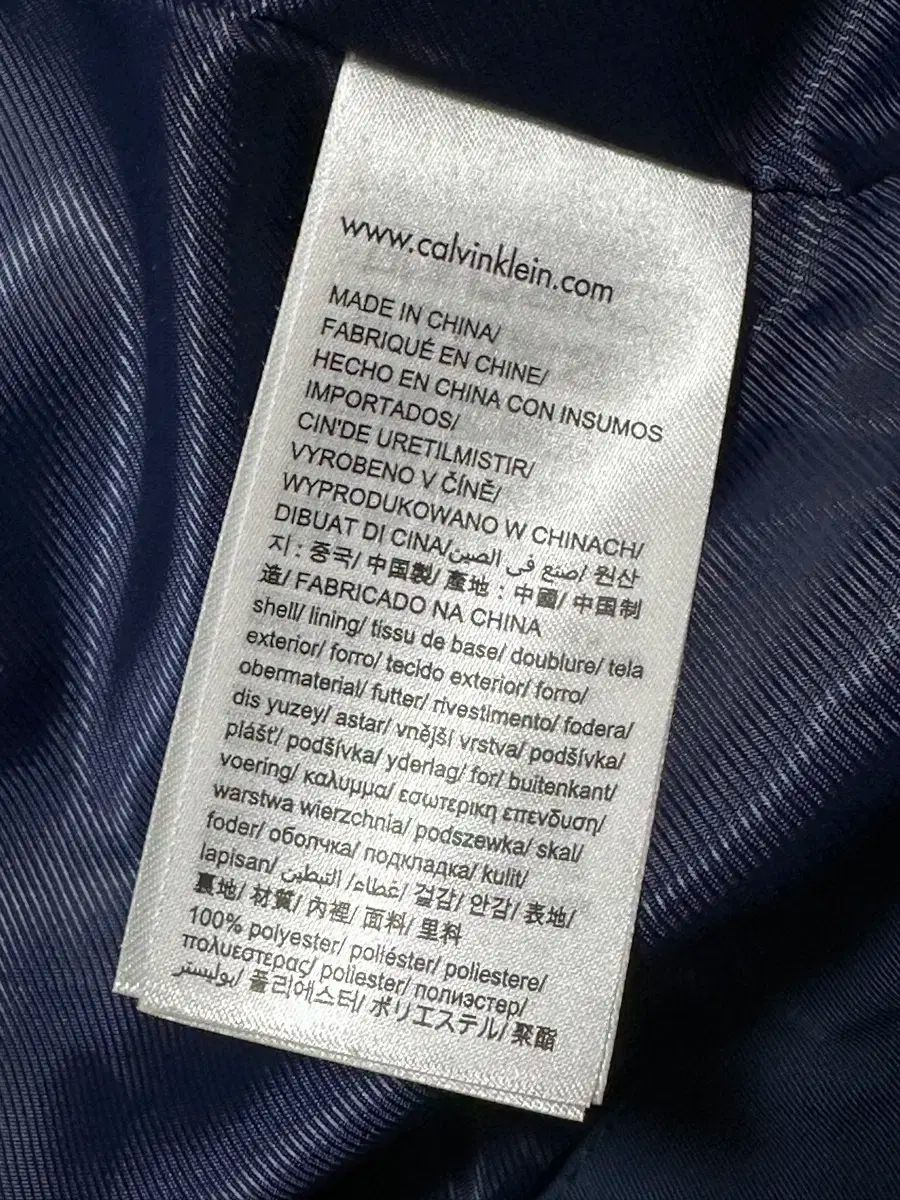 www.calvinklein.com
MADE IN CHINA/
FABRIQUÉ EN CHINE/
HECHO EN CHINA CON INSUMOS
IMPORTADOS/
CIN'DE URETILMISTIR/
VYROBENO V ČÍNĚ/
WYPRODUKOWANO W CHINACH/
DIBUAT DI CINA/صنع في الصين/ 원산
지 : 중국/ 中国製/ 產地 : 中國/ 中国制
造/ FABRICADO NA CHINA
shell/ lining/ tissu de base/ doublure/ tela
exterior/ forro/ tecido exterior/ forro/
obermaterial/ futter/ rivestimento/ fodera/
dis yuzey/ astar/ vnější vrstva/ podšívka/
plášť/ podšívka/ yderlag/ for/ buitenkant/
voering/ καλυμμα/ εσωτερικη επενδυση/
warstwa wierzchnia/ podszewka/ skal/
foder/ оболчка/ подкладка/ kulit/
lapisan/ غطاء/ التبطين/ 겉감/ 안감/ 表地/
裏地/ 材質/ 內裡/ 面料/ 里料
100% polyester/ poliéster/ poliestere/
πολυεστερας/ poliester/ полиэстер/
بوليستر/ 폴리에스터/ ポリエステル/ 聚酯